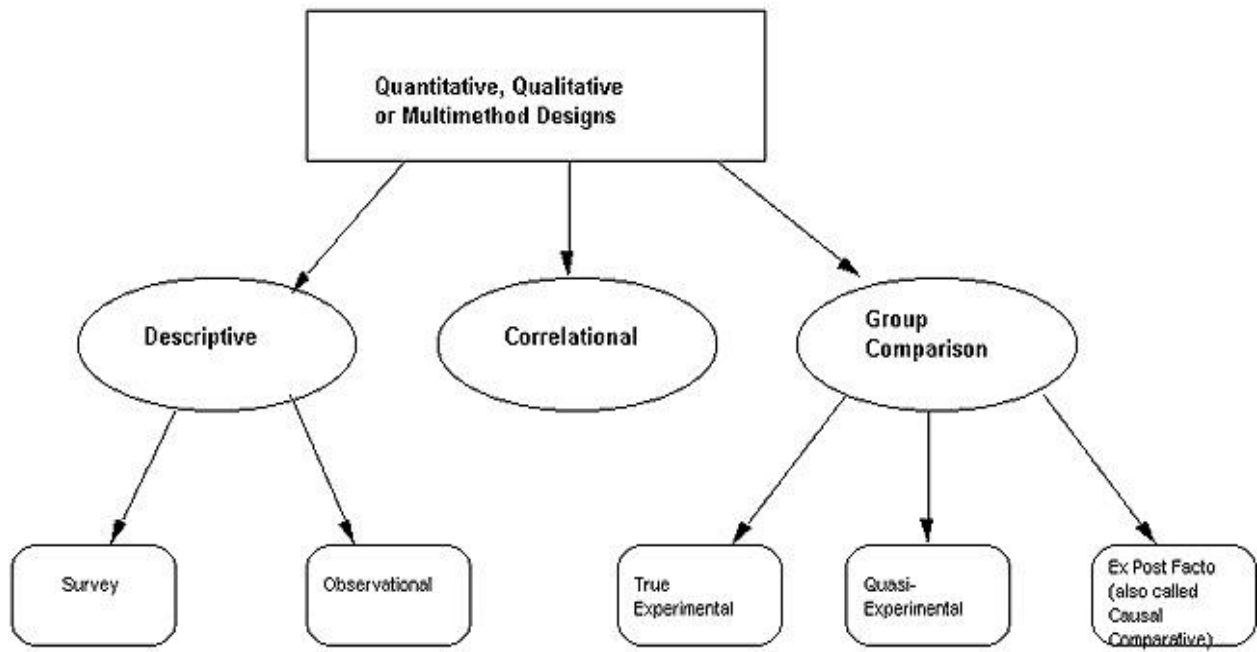 Quantitative, Qualitative
or Multimethod Designs
Descriptive
Correlational
Group
Comparison
Survey
Observational
True
Experimental
Quasi-
Experimental
Ex Post Facto
(also called
Causal
Comparative)